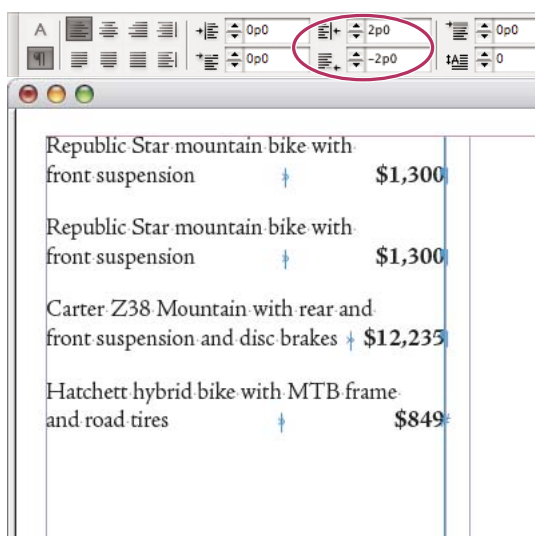 A 0p0 2p0 0p0
¶ 0p0 -2p0 A 0
Republic Star mountain bike with
front suspension $1,300
Republic Star mountain bike with
front suspension $1,300
Carter Z38 Mountain with rear and
front suspension and disc brakes $12,235
Hatchett hybrid bike with MTB frame
and road tires $849